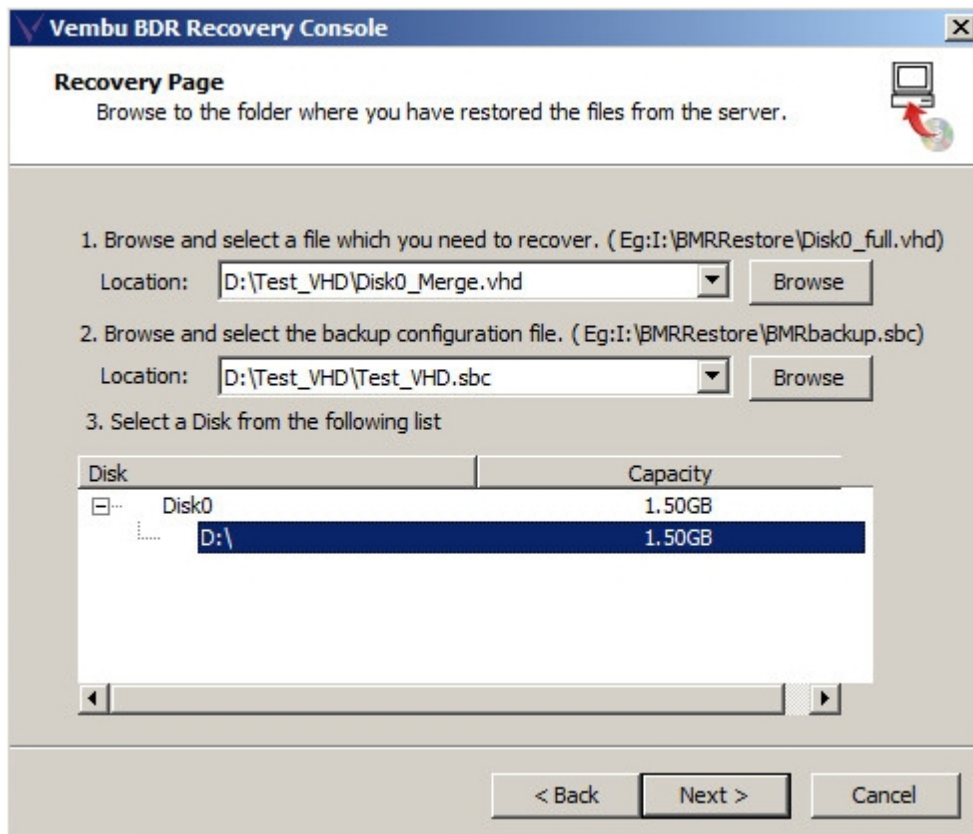 Vembu BDR Recovery Console
Recovery Page
Browse to the folder where you have restored the files from the server.
1. Browse and select a file which you need to recover. ( Eg:I:\BMRRestore\Disk0_full.vhd)
Location: D:\Test_VHD\Disk0_Merge.vhd Browse
2. Browse and select the backup configuration file. ( Eg:I:\BMRRestore\BMRbackup.sbc)
Location: D:\Test_VHD\Test_VHD.sbc Browse
3. Select a Disk from the following list
Disk Capacity
Disk0 1.50GB
D:\ 1.50GB
< Back Next > Cancel